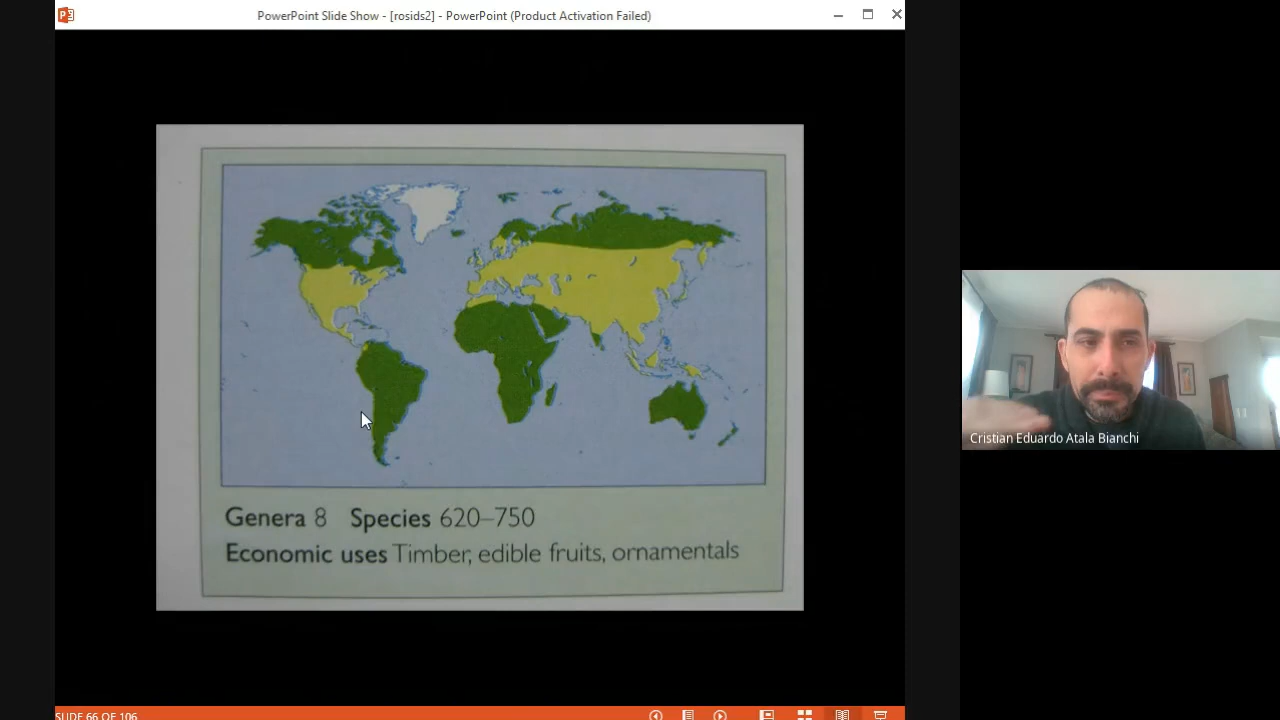 PowerPoint Slide Show - [rosids2] - PowerPoint (Product Activation Failed)
Genera 8 Species 620–750
Economic uses Timber, edible fruits, ornamentals
Cristian Eduardo Atala Bianchi
SLIDE 66 OF 106